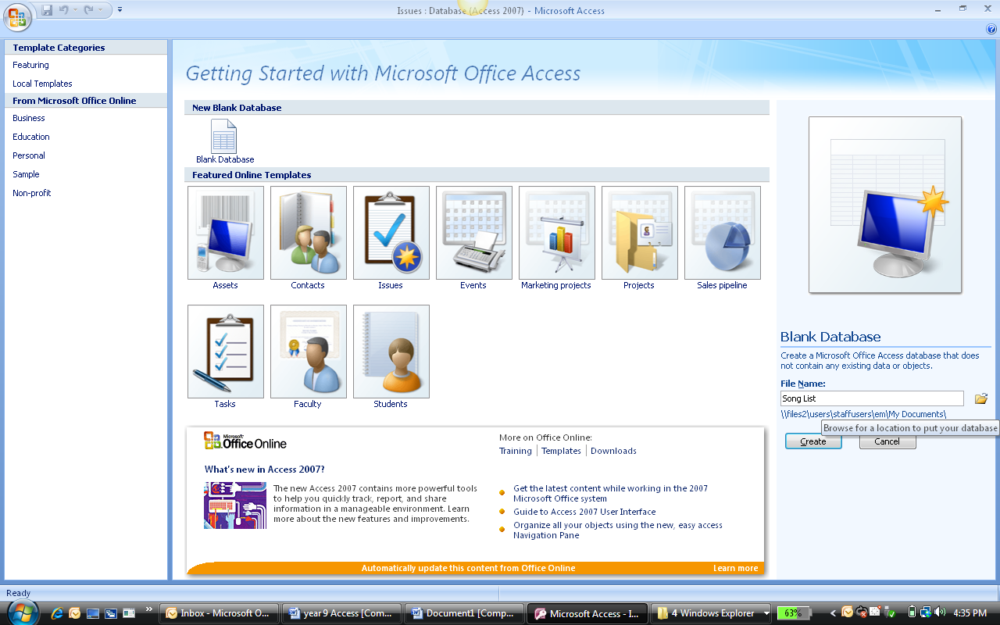 Issues : Database (Access 2007) - Microsoft Access
Template Categories
Featuring
Local Templates
From Microsoft Office Online
Business
Education
Personal
Sample
Non-profit
Getting Started with Microsoft Office Access
New Blank Database
Blank Database
Featured Online Templates
Assets
Contacts
Issues
Events
Marketing projects
Projects
Sales pipeline
Tasks
Faculty
Students
Microsoft
Office Online
What's new in Access 2007?
The new Access 2007 contains more powerful tools
to help you quickly track, report, and share
information in a manageable environment. Learn
more about the new features and improvements.
More on Office Online:
Training | Templates | Downloads
Get the latest content while working in the 2007
Microsoft Office system
Guide to Access 2007 User Interface
Organize all your objects using the new, easy access
Navigation Pane
Automatically update this content from Office Online
Learn more
Blank Database
Create a Microsoft Office Access database that does
not contain any existing data or objects.
File Name:
Song List
\\files2\users\staffusers\em\My Documents\
Browse for a location to put your database
Create
Cancel
Ready
Inbox - Microsoft O...
year 9 Access [Com...
Document1 [Comp...
Microsoft Access - I...
4 Windows Explorer
63%
4:35 PM